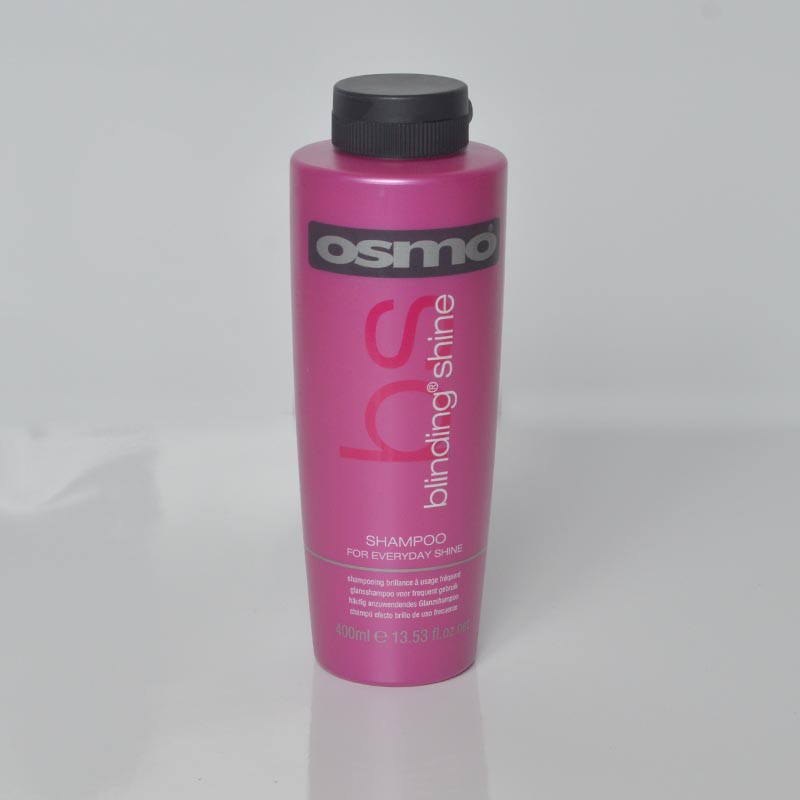 osmo
bs
blinding® shine
SHAMPOO
FOR EVERYDAY SHINE
shampooing brillance à usage fréquent
glansshampoo voor frequent gebruik
häufig anzuwendendes Glanzshampoo
champú efecto brillo de uso frecuente
400ml e 13.53 fl.oz.net